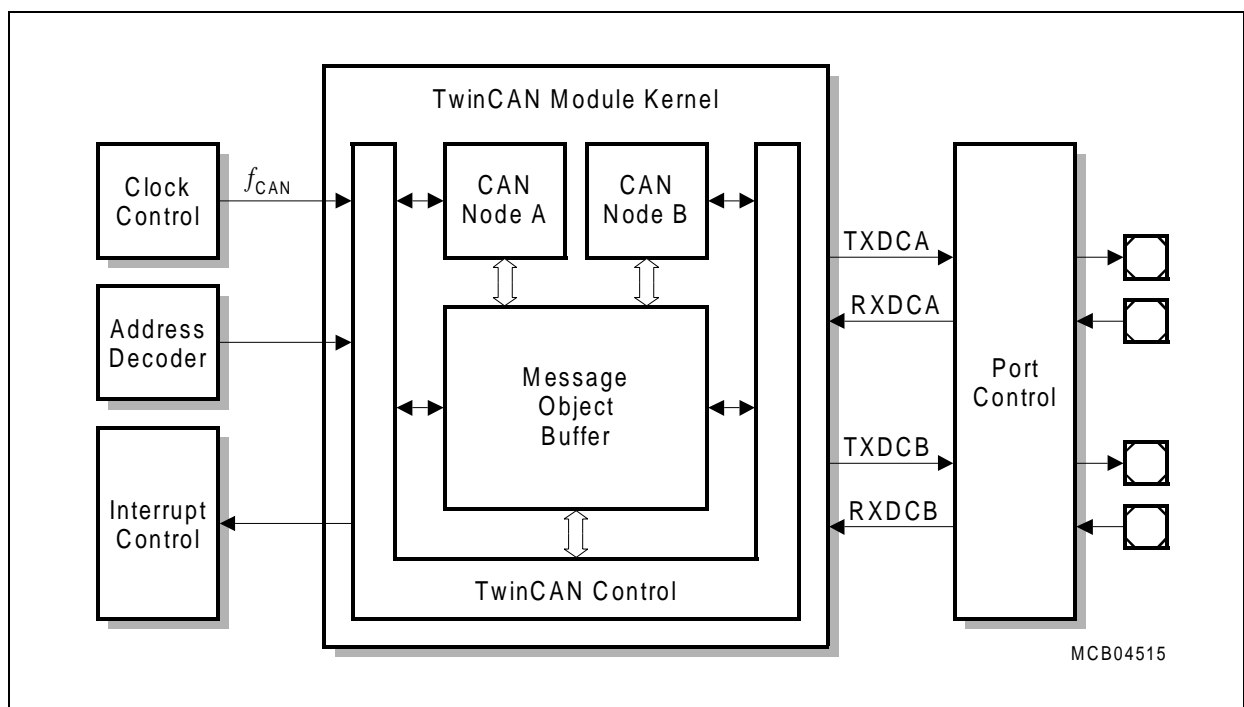 TwinCAN Module Kernel
Clock
Control
f CAN
CAN
Node A
CAN
Node B
Address
Decoder
Message
Object
Buffer
Interrupt
Control
TwinCAN Control
TXDCA
RXDCA
TXDCB
RXDCB
Port
Control
MCB04515